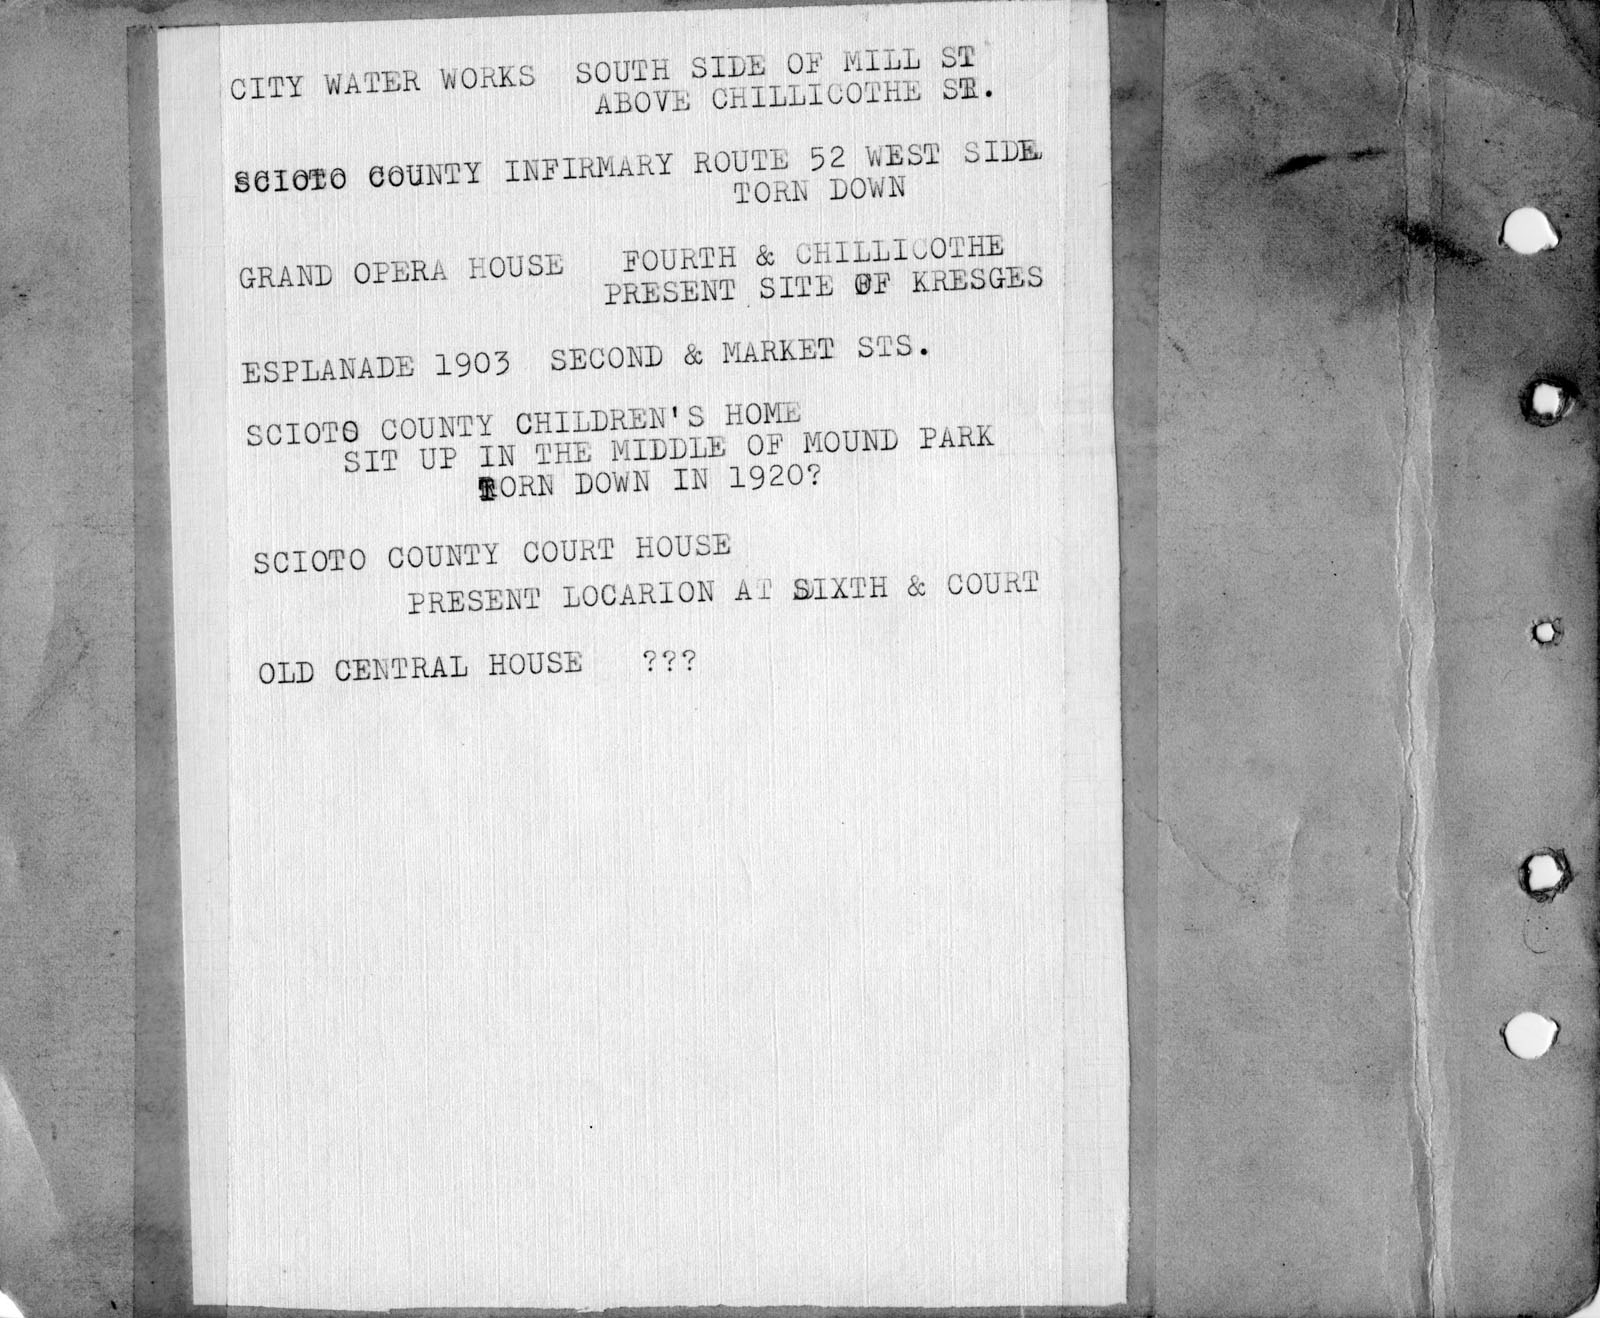 CITY WATER WORKS SOUTH SIDE OF MILL ST
ABOVE CHILLICOTHE ST.
SCIOTO COUNTY INFIRMARY ROUTE 52 WEST SIDE
TORN DOWN
GRAND OPERA HOUSE FOURTH & CHILLICOTHE
PRESENT SITE OF KRESGES
ESPLANADE 1903 SECOND & MARKET STS.
SCIOTO COUNTY CHILDREN'S HOME
SIT UP IN THE MIDDLE OF MOUND PARK
TORN DOWN IN 1920?
SCIOTO COUNTY COURT HOUSE
PRESENT LOCARION AT SIXTH & COURT
OLD CENTRAL HOUSE ???